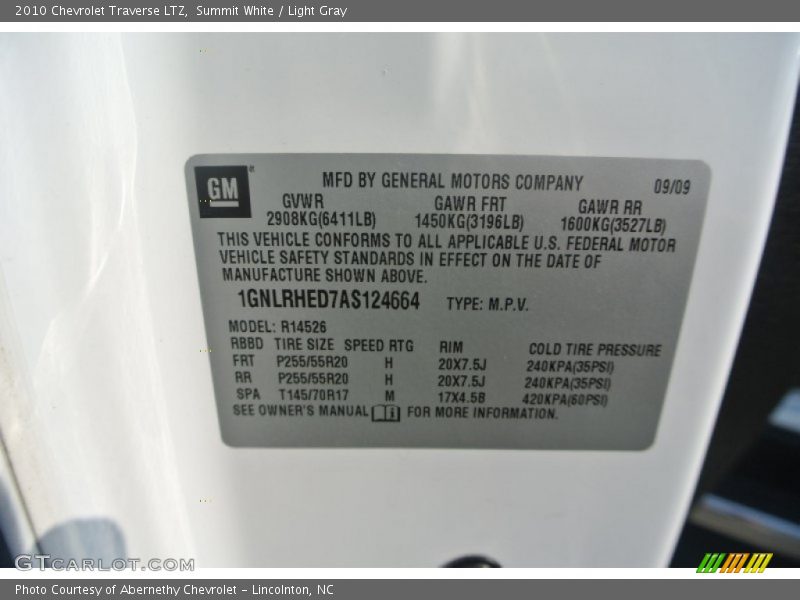 2010 Chevrolet Traverse LTZ, Summit White / Light Gray
GM
MFD BY GENERAL MOTORS COMPANY 09/09
GVWR GAWR FRT GAWR RR
2908KG(6411LB) 1450KG(3196LB) 1600KG(3527LB)
THIS VEHICLE CONFORMS TO ALL APPLICABLE U.S. FEDERAL MOTOR
VEHICLE SAFETY STANDARDS IN EFFECT ON THE DATE OF
MANUFACTURE SHOWN ABOVE.
1GNLRHED7AS124664 TYPE: M.P.V.
MODEL: R14526
RBBD TIRE SIZE SPEED RTG RIM COLD TIRE PRESSURE
FRT P255/55R20 H 20X7.5J 240KPA(35PSI)
RR P255/55R20 H 20X7.5J 240KPA(35PSI)
SPA T145/70R17 M 17X4.5B 420KPA(60PSI)
SEE OWNER'S MANUAL FOR MORE INFORMATION.
GTCARLOT.COM
Photo Courtesy of Abernethy Chevrolet – Lincolnton, NC